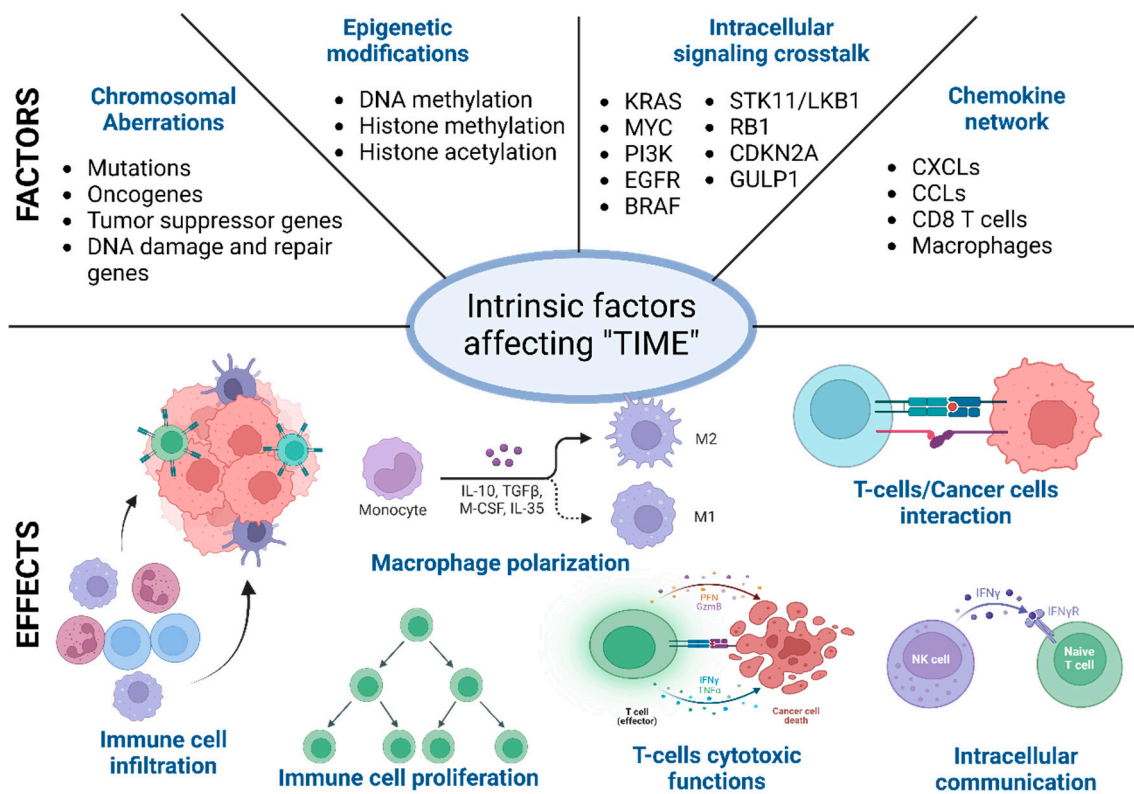 FACTORS
Chromosomal
Aberrations
• Mutations
• Oncogenes
• Tumor suppressor genes
• DNA damage and repair
genes
Epigenetic
modifications
• DNA methylation
• Histone methylation
• Histone acetylation
Intracellular
signaling crosstalk
• KRAS
• MYC
• PI3K
• EGFR
• BRAF
• STK11/LKB1
• RB1
• CDKN2A
• GULP1
Chemokine
network
• CXCLs
• CCLs
• CD8 T cells
• Macrophages
Intrinsic factors
affecting "TIME"
EFFECTS
Immune cell
infiltration
Monocyte
IL-10, TGFβ,
M-CSF, IL-35
M2
M1
Macrophage polarization
T-cells/Cancer cells
interaction
Immune cell proliferation
PFN
GzmB
IFNγ
TNFα
T cell
(effector)
Cancer cell
death
T-cells cytotoxic
functions
IFNγ
IFNγR
NK cell
Naive
T cell
Intracellular
communication